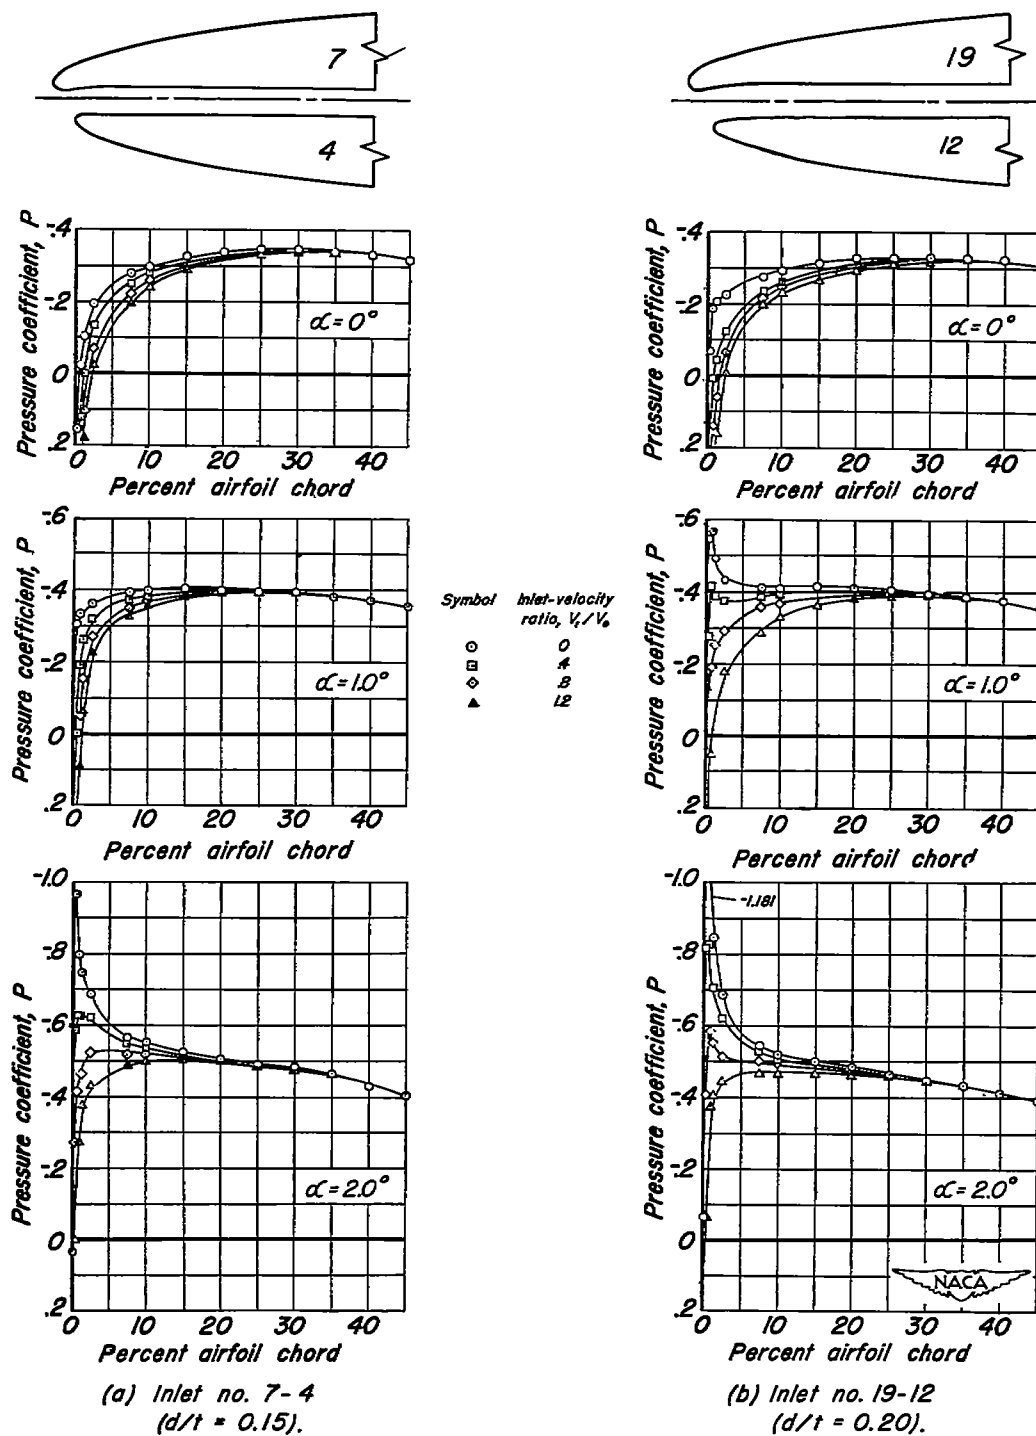 7
4
19
12
Pressure coefficient, P
-.4
-.2
0
.2
α = 0°
0 10 20 30 40
Percent airfoil chord
Pressure coefficient, P
-.4
-.2
0
.2
α = 0°
0 10 20 30 40
Percent airfoil chord
Pressure coefficient, P
-.6
-.4
-.2
0
.2
α = 1.0°
0 10 20 30 40
Percent airfoil chord
Symbol Inlet-velocity
ratio, V₁/V₀
0
.4
.8
1.2
Pressure coefficient, P
-.6
-.4
-.2
0
.2
α = 1.0°
0 10 20 30 40
Percent airfoil chord
Pressure coefficient, P
-1.0
-.8
-.6
-.4
-.2
0
.2
α = 2.0°
0 10 20 30 40
Percent airfoil chord
(a) Inlet no. 7-4
(d/t = 0.15).
Pressure coefficient, P
-1.0
-.8
-.6
-.4
-.2
0
.2
-1.181
α = 2.0°
NACA
0 10 20 30 40
Percent airfoil chord
(b) Inlet no. 19-12
(d/t = 0.20).